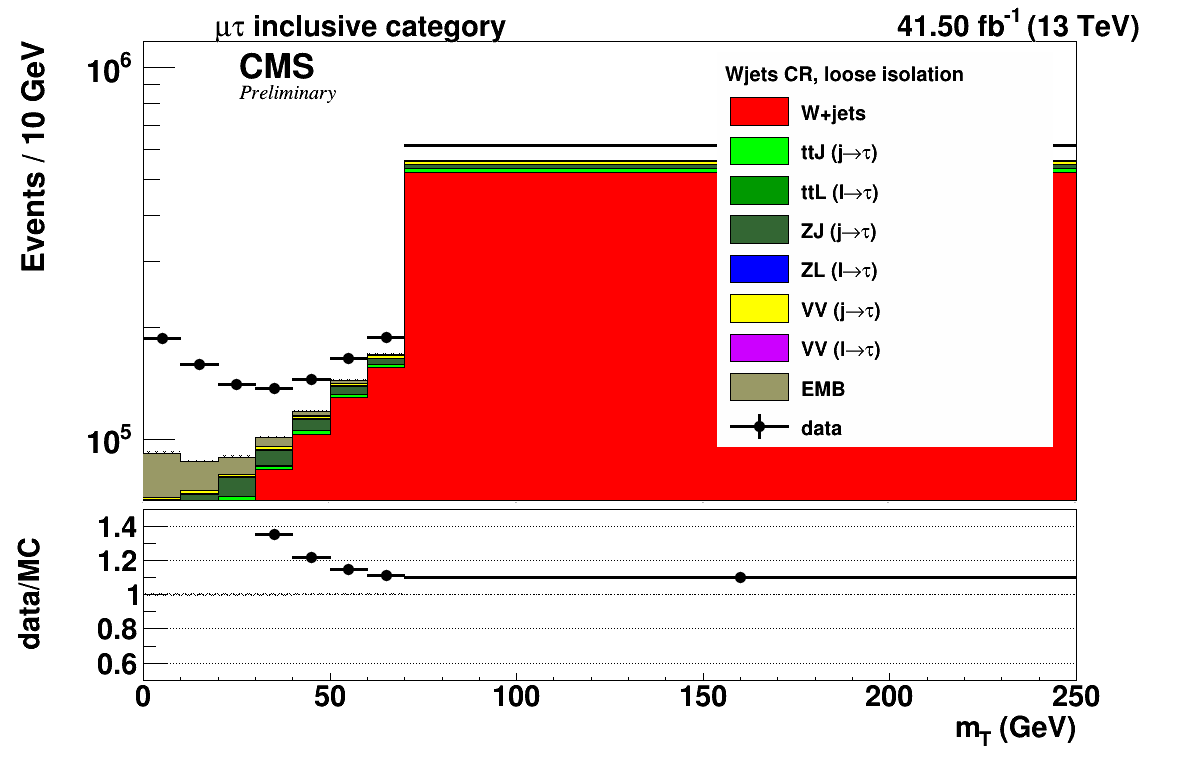 μτ inclusive category
41.50 fb⁻¹ (13 TeV)
CMS
Preliminary
Events / 10 GeV
10⁶
10⁵
Wjets CR, loose isolation
W+jets
ttJ (j→τ)
ttL (l→τ)
ZJ (j→τ)
ZL (l→τ)
VV (j→τ)
VV (l→τ)
EMB
data
data/MC
1.4
1.2
1
0.8
0.6
0 50 100 150 200 250
m_T (GeV)